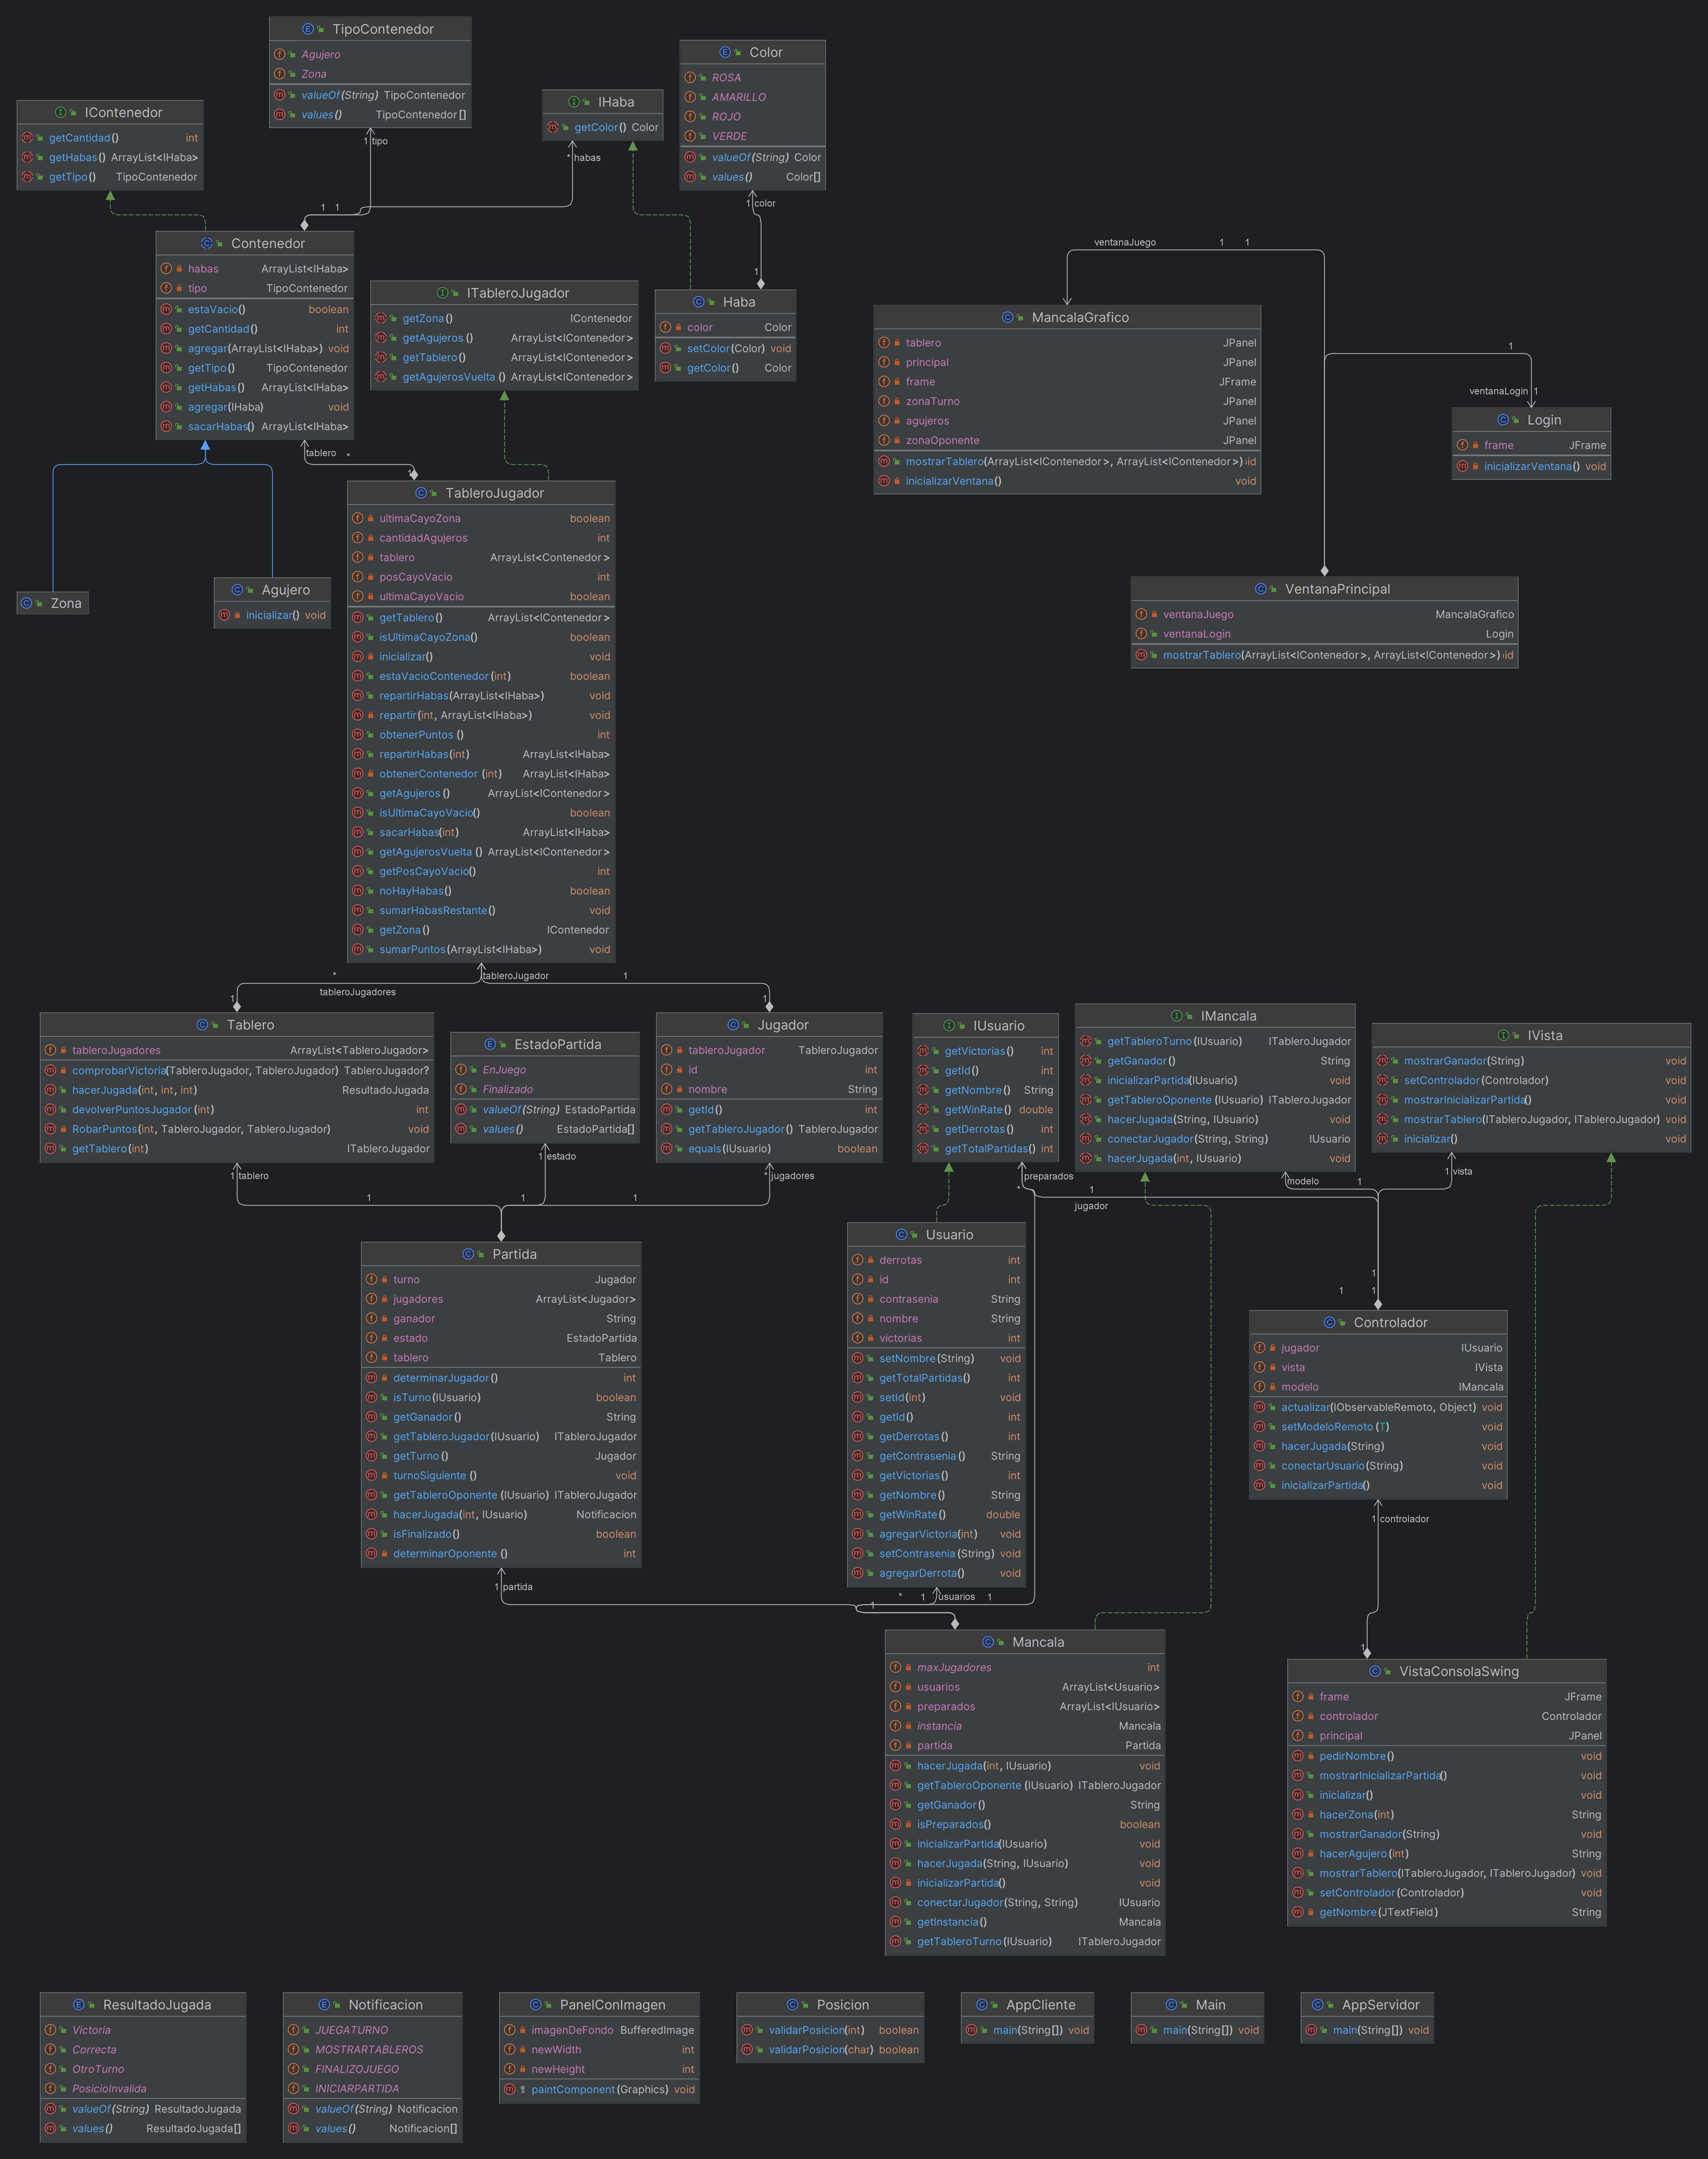 TipoContenedor
Agujero
Zona
valueOf(String) TipoContenedor
values() TipoContenedor[]
Color
ROSA
AMARILLO
ROJO
VERDE
valueOf(String) Color
values() Color[]
IHaba
getColor() Color
IContenedor
getCantidad() int
getHabas() ArrayList<IHaba>
getTipo() TipoContenedor
1 tipo
* habas
1 color
1 1
1
Contenedor
habas ArrayList<IHaba>
tipo TipoContenedor
estaVacio() boolean
getCantidad() int
agregar(ArrayList<IHaba>) void
getTipo() TipoContenedor
getHabas() ArrayList<IHaba>
agregar(IHaba) void
sacarHabas() ArrayList<IHaba>
ITableroJugador
getZona() IContenedor
getAgujeros() ArrayList<IContenedor>
getTablero() ArrayList<IContenedor>
getAgujerosVuelta() ArrayList<IContenedor>
Haba
color Color
setColor(Color) void
getColor() Color
ventanaJuego 1 1
MancalaGrafico
tablero JPanel
principal JPanel
frame JFrame
zonaTurno JPanel
agujeros JPanel
zonaOponente JPanel
mostrarTablero(ArrayList<IContenedor>, ArrayList<IContenedor>) id
inicializarVentana() void
1
ventanaLogin 1
Login
frame JFrame
inicializarVentana() void
tablero *
1
Zona
Agujero
inicializar() void
VentanaPrincipal
ventanaJuego MancalaGrafico
ventanaLogin Login
mostrarTablero(ArrayList<IContenedor>, ArrayList<IContenedor>) id
TableroJugador
ultimaCayoZona boolean
cantidadAgujeros int
tablero ArrayList<Contenedor>
posCayoVacio int
ultimaCayoVacio boolean
getTablero() ArrayList<IContenedor>
isUltimaCayoZona() boolean
inicializar() void
estaVacioContenedor(int) boolean
repartirHabas(ArrayList<IHaba>) void
repartir(int, ArrayList<IHaba>) void
obtenerPuntos() int
repartirHabas(int) ArrayList<IHaba>
obtenerContenedor(int) ArrayList<IHaba>
getAgujeros() ArrayList<IContenedor>
isUltimaCayoVacio() boolean
sacarHabas(int) ArrayList<IHaba>
getAgujerosVuelta() ArrayList<IContenedor>
getPosCayoVacio() int
noHayHabas() boolean
sumarHabasRestante() void
getZona() IContenedor
sumarPuntos(ArrayList<IHaba>) void
* tableroJugador 1
tableroJugadores
1 1
Tablero
tableroJugadores ArrayList<TableroJugador>
comprobarVictoria(TableroJugador, TableroJugador) TableroJugador?
hacerJugada(int, int, int) ResultadoJugada
devolverPuntosJugador(int) int
RobarPuntos(int, TableroJugador, TableroJugador) void
getTablero(int) ITableroJugador
EstadoPartida
EnJuego
Finalizado
valueOf(String) EstadoPartida
values() EstadoPartida[]
Jugador
tableroJugador TableroJugador
id int
nombre String
getId() int
getTableroJugador() TableroJugador
equals(IUsuario) boolean
IUsuario
getVictorias() int
getId() int
getNombre() String
getWinRate() double
getDerrotas() int
getTotalPartidas() int
IMancala
getTableroTurno(IUsuario) ITableroJugador
getGanador() String
inicializarPartida(IUsuario) void
getTableroOponente(IUsuario) ITableroJugador
hacerJugada(String, IUsuario) void
conectarJugador(String, String) IUsuario
hacerJugada(int, IUsuario) void
IVista
mostrarGanador(String) void
setControlador(Controlador) void
mostrarInicializarPartida() void
mostrarTablero(ITableroJugador, ITableroJugador) void
inicializar() void
1 tablero
1 estado
* jugadores
preparados
modelo
1 vista
1 1 1
* 1 1
jugador
Partida
turno Jugador
jugadores ArrayList<Jugador>
ganador String
estado EstadoPartida
tablero Tablero
determinarJugador() int
isTurno(IUsuario) boolean
getGanador() String
getTableroJugador(IUsuario) ITableroJugador
getTurno() Jugador
turnoSiguiente() void
getTableroOponente(IUsuario) ITableroJugador
hacerJugada(int, IUsuario) Notificacion
isFinalizado() boolean
determinarOponente() int
Usuario
derrotas int
id int
contrasenia String
nombre String
victorias int
setNombre(String) void
getTotalPartidas() int
setId(int) void
getId() int
getDerrotas() int
getContrasenia() String
getVictorias() int
getNombre() String
getWinRate() double
agregarVictoria(int) void
setContrasenia(String) void
agregarDerrota() void
1
1 1
Controlador
jugador IUsuario
vista IVista
modelo IMancala
actualizar(IObservableRemoto, Object) void
setModeloRemoto(T) void
hacerJugada(String) void
conectarUsuario(String) void
inicializarPartida() void
1 controlador
1 partida
* 1 usuarios 1
1
1
Mancala
maxJugadores int
usuarios ArrayList<Usuario>
preparados ArrayList<IUsuario>
instancia Mancala
partida Partida
hacerJugada(int, IUsuario) void
getTableroOponente(IUsuario) ITableroJugador
getGanador() String
isPreparados() boolean
inicializarPartida(IUsuario) void
hacerJugada(String, IUsuario) void
inicializarPartida() void
conectarJugador(String, String) IUsuario
getInstancia() Mancala
getTableroTurno(IUsuario) ITableroJugador
VistaConsolaSwing
frame JFrame
controlador Controlador
principal JPanel
pedirNombre() void
mostrarInicializarPartida() void
inicializar() void
hacerZona(int) String
mostrarGanador(String) void
hacerAgujero(int) String
mostrarTablero(ITableroJugador, ITableroJugador) void
setControlador(Controlador) void
getNombre(JTextField) String
ResultadoJugada
Victoria
Correcta
OtroTurno
PosicioInvalida
valueOf(String) ResultadoJugada
values() ResultadoJugada[]
Notificacion
JUEGATURNO
MOSTRARTABLEROS
FINALIZOJUEGO
INICIARPARTIDA
valueOf(String) Notificacion
values() Notificacion[]
PanelConImagen
imagenDeFondo BufferedImage
newWidth int
newHeight int
paintComponent(Graphics) void
Posicion
validarPosicion(int) boolean
validarPosicion(char) boolean
AppCliente
main(String[]) void
Main
main(String[]) void
AppServidor
main(String[]) void